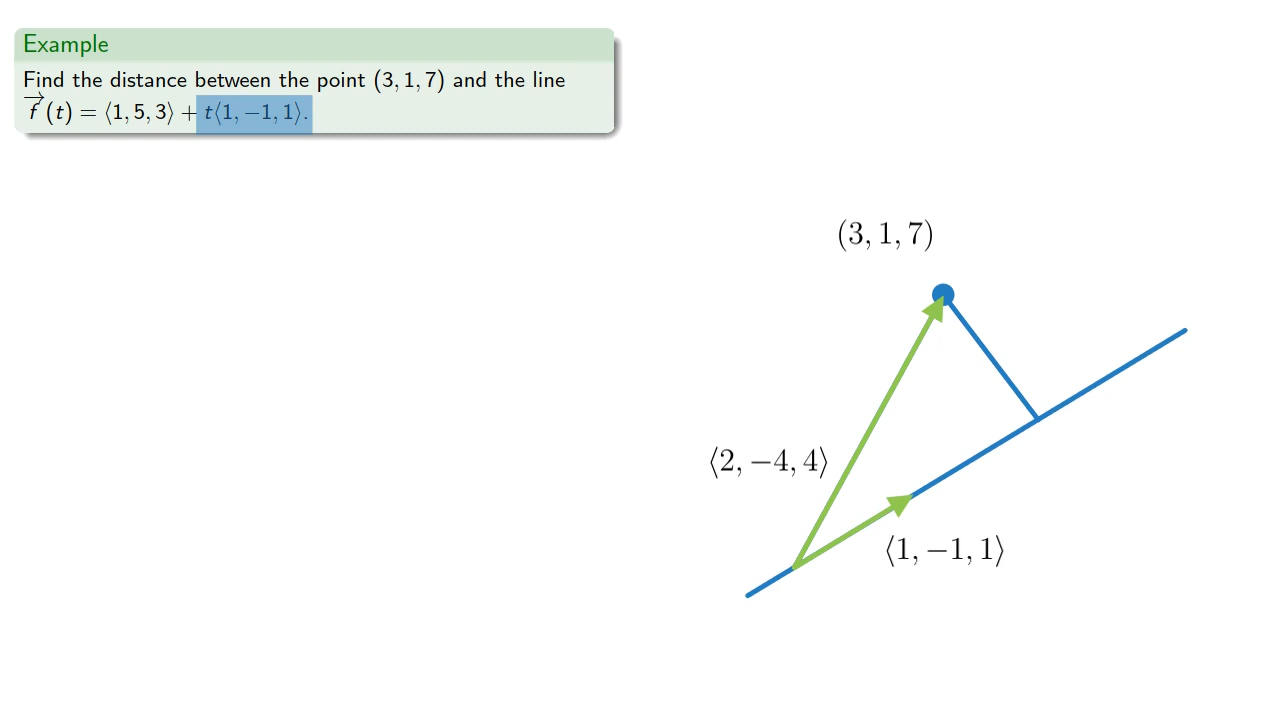 Example
Find the distance between the point (3, 1, 7) and the line
f⃗(t) = ⟨1, 5, 3⟩ + t⟨1, −1, 1⟩.
(3, 1, 7)
⟨2, −4, 4⟩
⟨1, −1, 1⟩